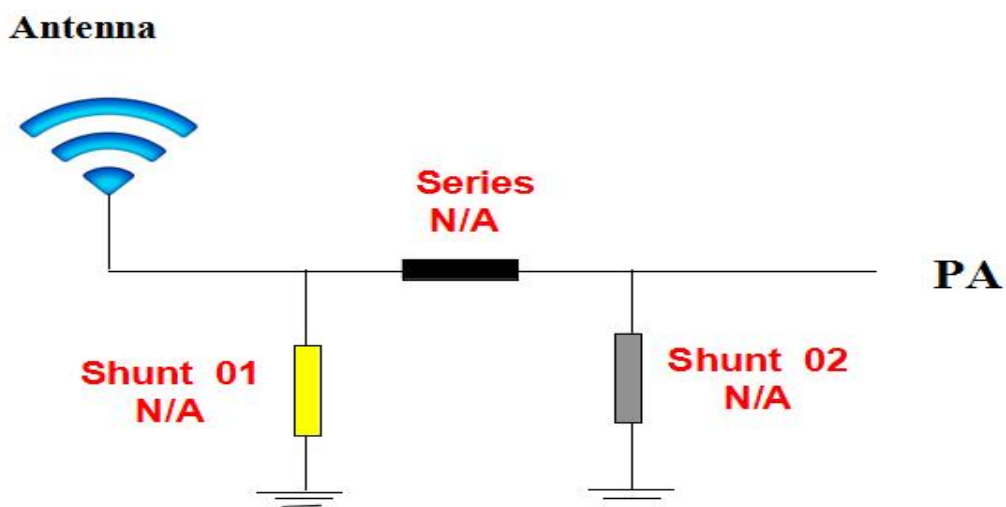 Antenna
Series
N/A
PA
Shunt 01
N/A
Shunt 02
N/A